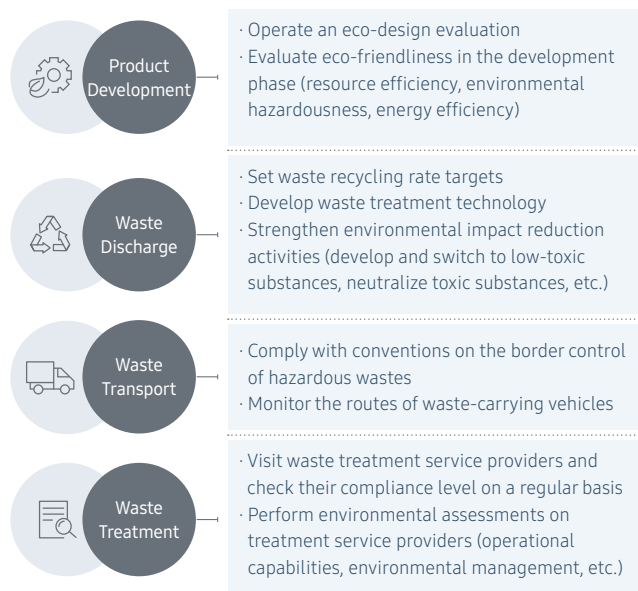 Product
Development
· Operate an eco-design evaluation
· Evaluate eco-friendliness in the development
phase (resource efficiency, environmental
hazardousness, energy efficiency)
Waste
Discharge
· Set waste recycling rate targets
· Develop waste treatment technology
· Strengthen environmental impact reduction
activities (develop and switch to low-toxic
substances, neutralize toxic substances, etc.)
Waste
Transport
· Comply with conventions on the border control
of hazardous wastes
· Monitor the routes of waste-carrying vehicles
Waste
Treatment
· Visit waste treatment service providers and
check their compliance level on a regular basis
· Perform environmental assessments on
treatment service providers (operational
capabilities, environmental management, etc.)